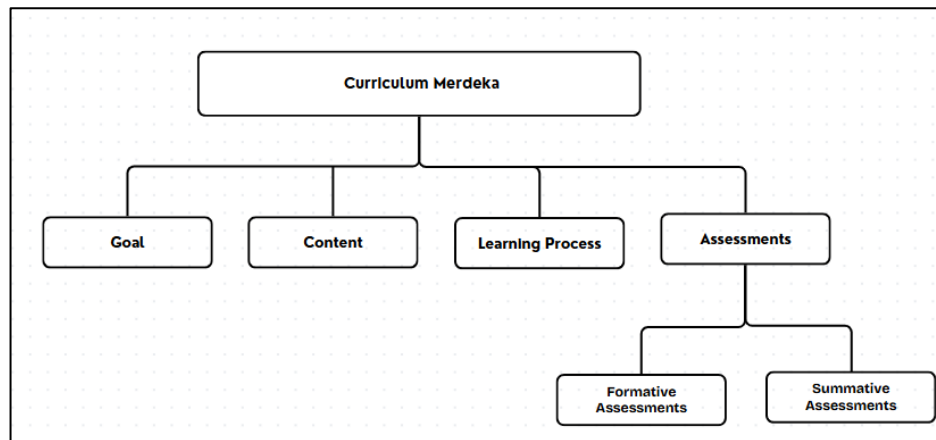 Curriculum Merdeka
Goal
Content
Learning Process
Assessments
Formative
Assessments
Summative
Assessments